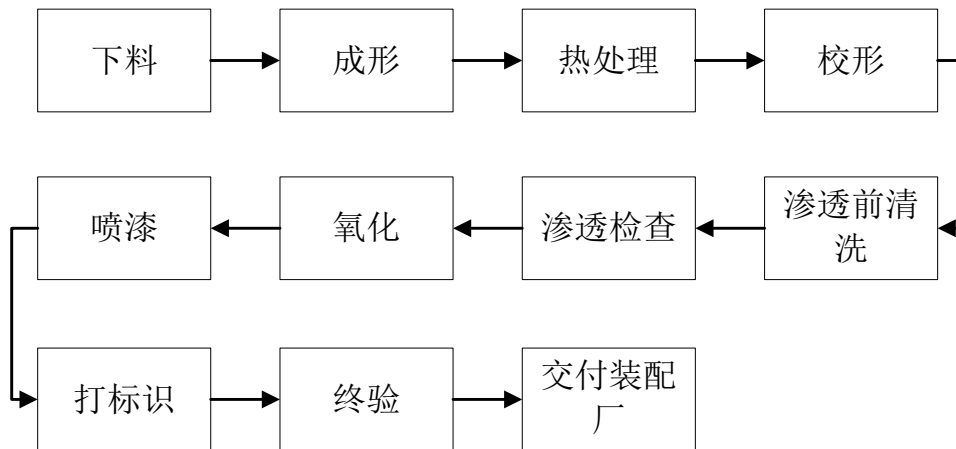 下料
成形
热处理
校形
渗透前清
洗
渗透检查
氧化
喷漆
打标识
终验
交付装配
厂